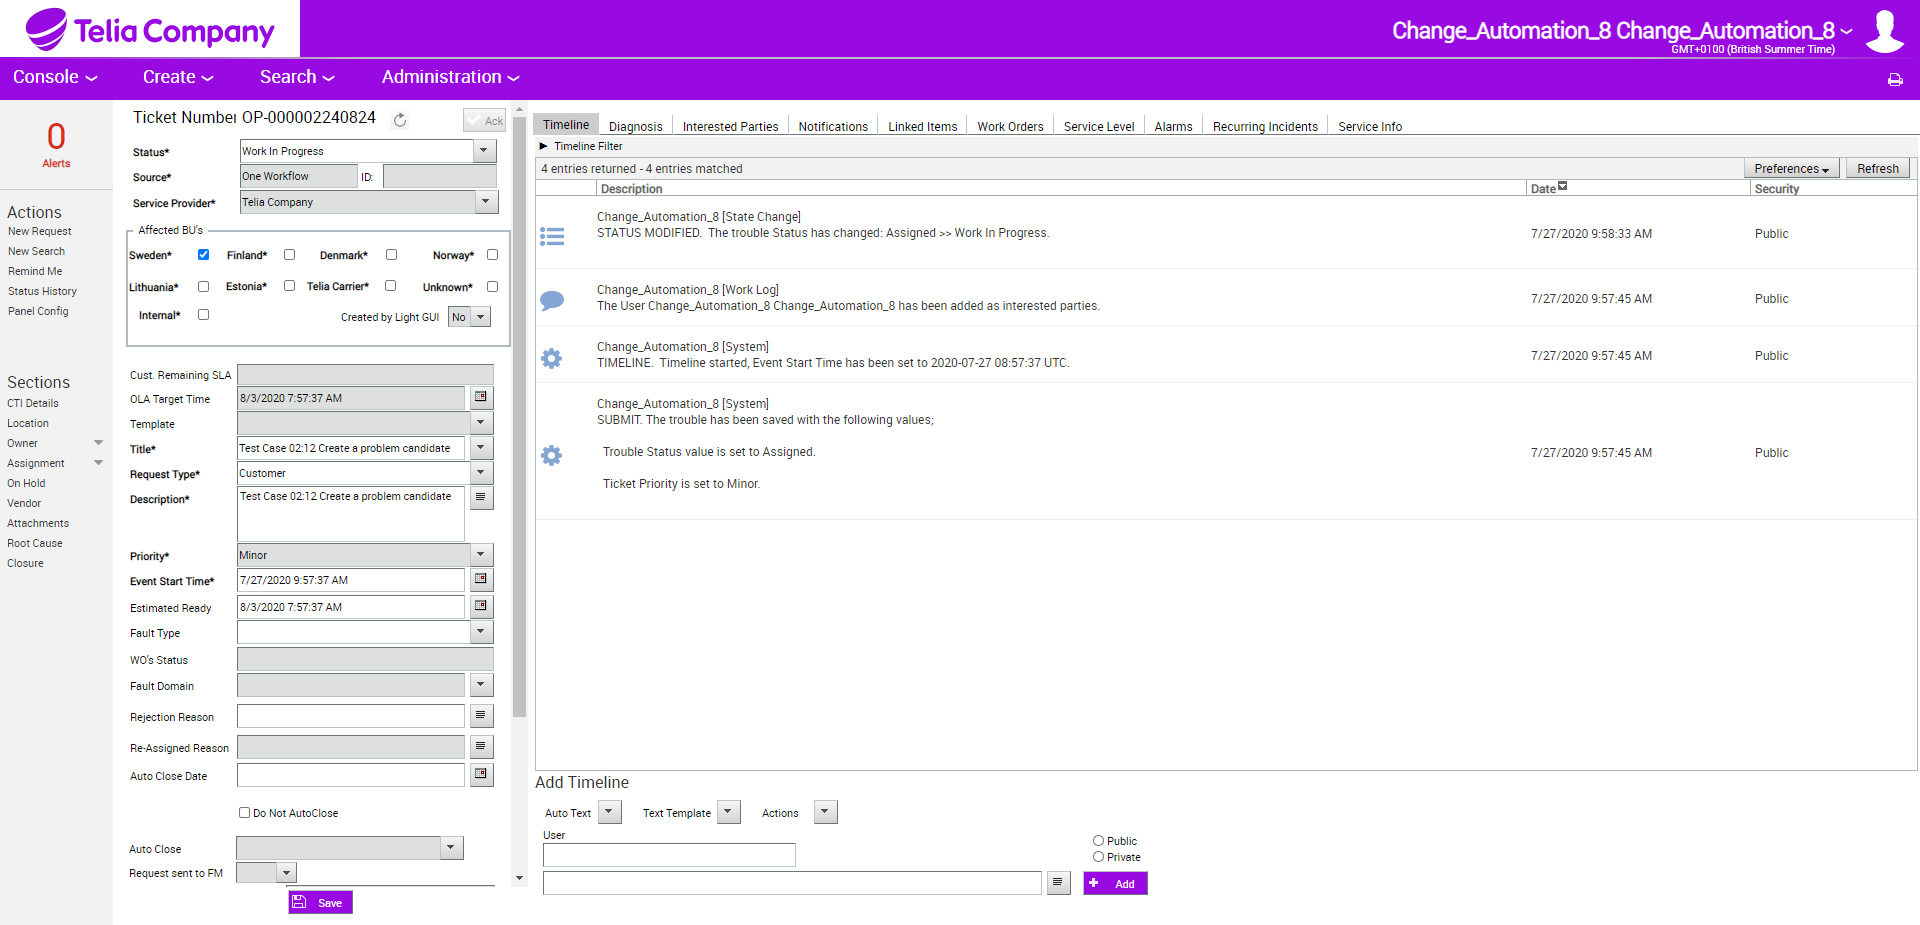 Telia Company
Change_Automation_8 Change_Automation_8
GMT+0100 (British Summer Time)
Console
Create
Search
Administration
0
Alerts
Actions
New Request
New Search
Remind Me
Status History
Panel Config
Sections
CTI Details
Location
Owner
Assignment
On Hold
Vendor
Attachments
Root Cause
Closure
Ticket Number OP-000002240824
Ack
Status* Work In Progress
Source* One Workflow ID:
Service Provider* Telia Company
Affected BU's
Sweden* Finland* Denmark* Norway*
Lithuania* Estonia* Telia Carrier* Unknown*
Internal* Created by Light GUI No
Cust. Remaining SLA
OLA Target Time 8/3/2020 7:57:37 AM
Template
Title* Test Case 02:12 Create a problem candidate
Request Type* Customer
Description* Test Case 02:12 Create a problem candidate
Priority* Minor
Event Start Time* 7/27/2020 9:57:37 AM
Estimated Ready 8/3/2020 7:57:37 AM
Fault Type
WO's Status
Fault Domain
Rejection Reason
Re-Assigned Reason
Auto Close Date
Do Not AutoClose
Auto Close
Request sent to FM
Save
Timeline Diagnosis Interested Parties Notifications Linked Items Work Orders Service Level Alarms Recurring Incidents Service Info
Timeline Filter
4 entries returned - 4 entries matched Preferences Refresh
Description Date Security
Change_Automation_8 [State Change]
STATUS MODIFIED.  The trouble Status has changed: Assigned >> Work In Progress. 7/27/2020 9:58:33 AM Public
Change_Automation_8 [Work Log]
The User Change_Automation_8 Change_Automation_8 has been added as interested parties. 7/27/2020 9:57:45 AM Public
Change_Automation_8 [System]
TIMELINE.  Timeline started, Event Start Time has been set to 2020-07-27 08:57:37 UTC. 7/27/2020 9:57:45 AM Public
Change_Automation_8 [System]
SUBMIT. The trouble has been saved with the following values;
Trouble Status value is set to Assigned. 7/27/2020 9:57:45 AM Public
Ticket Priority is set to Minor.
Add Timeline
Auto Text Text Template Actions
User
Public
Private
Add